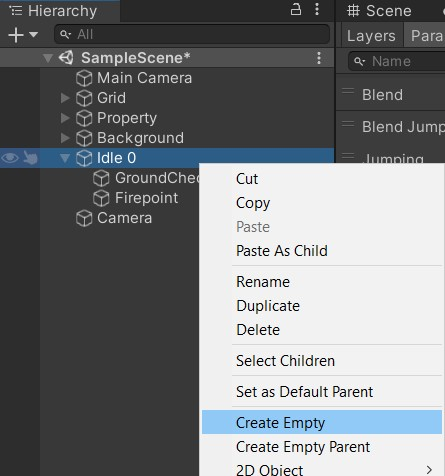 Hierarchy
All
SampleScene*
Main Camera
Grid
Property
Background
Idle 0
GroundChec
Firepoint
Camera
Scene
Layers
Para
Name
Blend
Blend Jump
Jumping
Cut
Copy
Paste
Paste As Child
Rename
Duplicate
Delete
Select Children
Set as Default Parent
Create Empty
Create Empty Parent
2D Object